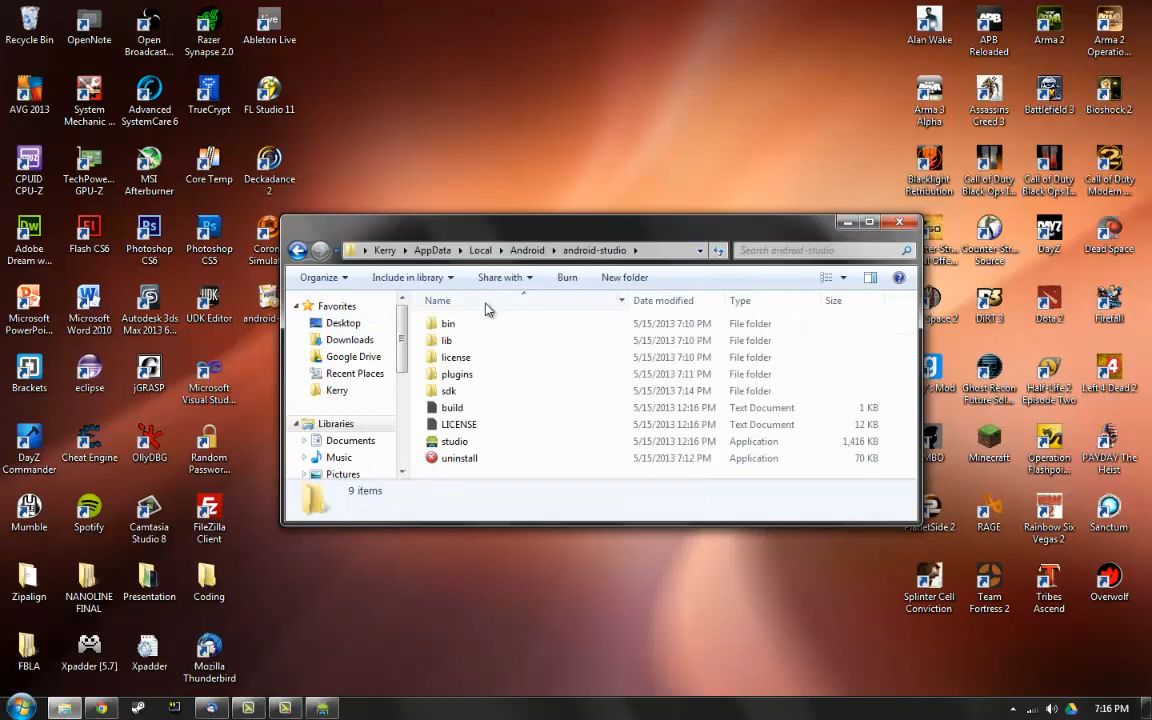 Recycle Bin
OpenNote
Open
Broadcast...
Razer
Synapse 2.0
Live
Ableton Live
Alan Wake
APB
Reloaded
Arma 2
Arma 2
Operatio...
AVG 2013
System
Mechanic ...
Advanced
SystemCare 6
TrueCrypt
FL Studio 11
Arma 3
Alpha
Assassins
Creed 3
Battlefield 3
Bioshock 2
CPUID
CPU-Z
TechPowe...
GPU-Z
MSI
Afterburner
Core Temp
Deckadance
2
Blacklight
Retribution
Call of Duty
Black Ops I...
Call of Duty
Black Ops I...
Call of Duty
Modern ...
Adobe
Dream w...
Flash CS6
Photoshop
CS6
Photoshop
CS5
Coron
Simulat
DayZ
Dead Space
Kerry
AppData
Local
Android
android-studio
Search android-studio
Organize
Include in library
Share with
Burn
New folder
Name
Date modified
Type
Size
Favorites
Desktop
Downloads
Google Drive
Recent Places
Kerry
Libraries
Documents
Music
Pictures
bin 5/15/2013 7:10 PM File folder
lib 5/15/2013 7:10 PM File folder
license 5/15/2013 7:10 PM File folder
plugins 5/15/2013 7:11 PM File folder
sdk 5/15/2013 7:14 PM File folder
build 5/15/2013 12:16 PM Text Document 1 KB
LICENSE 5/15/2013 12:16 PM Text Document 12 KB
studio 5/15/2013 12:16 PM Application 1,416 KB
uninstall 5/15/2013 7:12 PM Application 70 KB
9 items
Microsoft
PowerPoi...
Microsoft
Word 2010
Autodesk 3ds
Max 2013 6...
UDK Editor
android-
DiRT 3
Dota 2
Firefall
Brackets
eclipse
jGRASP
Microsoft
Visual Stud...
Ghost Recon
Future Sol...
Half-Life 2
Episode Two
Left 4 Dead 2
DayZ
Commander
Cheat Engine
OllyDBG
Random
Passwor...
Minecraft
Operation
Flashpoi...
PAYDAY The
Heist
Mumble
Spotify
Camtasia
Studio 8
FileZilla
Client
PlanetSide 2
RAGE
Rainbow Six
Vegas 2
Sanctum
Zipalign
NANOLINE
FINAL
Presentation
Coding
Splinter Cell
Conviction
Team
Fortress 2
Tribes
Ascend
Overwolf
FBLA
Xpadder [5.7]
Xpadder
Mozilla
Thunderbird
7:16 PM